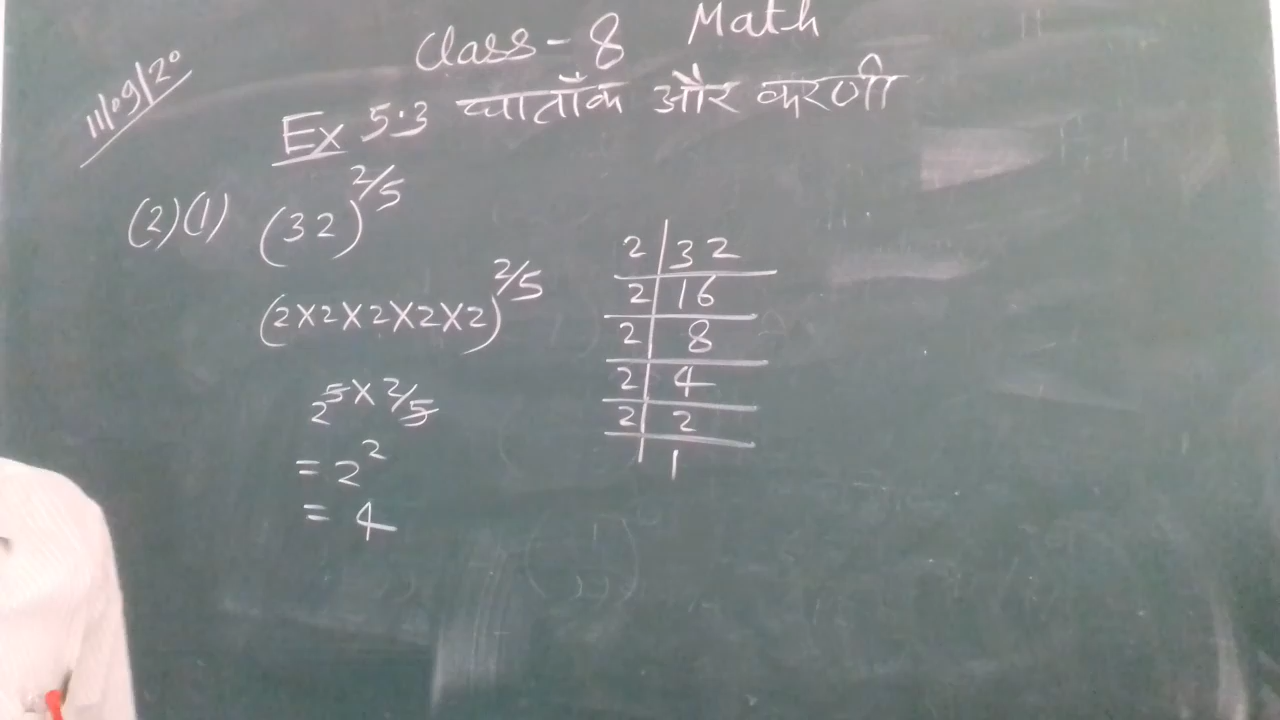 Class-8 Math
11/09/20
Ex 5.3 घातांक और करणी
(2)(1) (32)^2/5
(2×2×2×2×2)^2/5
2^5×2/5
= 2^2
= 4
2 | 32
2 | 16
2 | 8
2 | 4
2 | 2
| 1